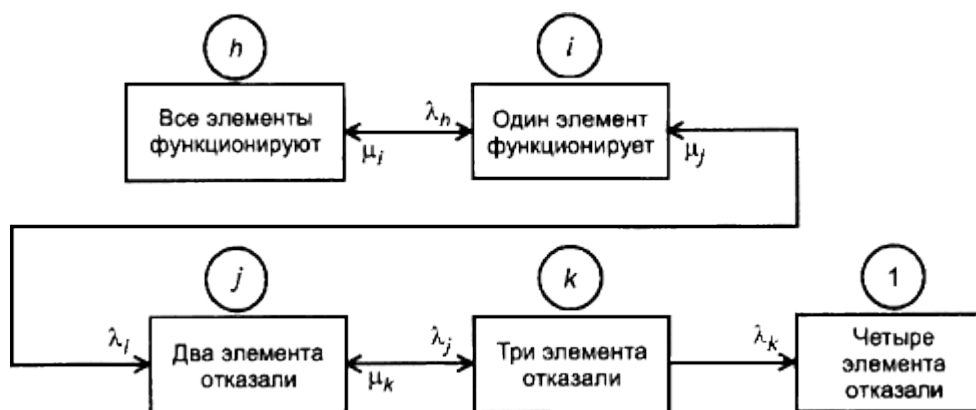 h
i
Все элементы
функционируют
λh
μi
Один элемент
функционирует
μj
j
k
1
λi
Два элемента
отказали
λj
μk
Три элемента
отказали
λk
Четыре
элемента
отказали